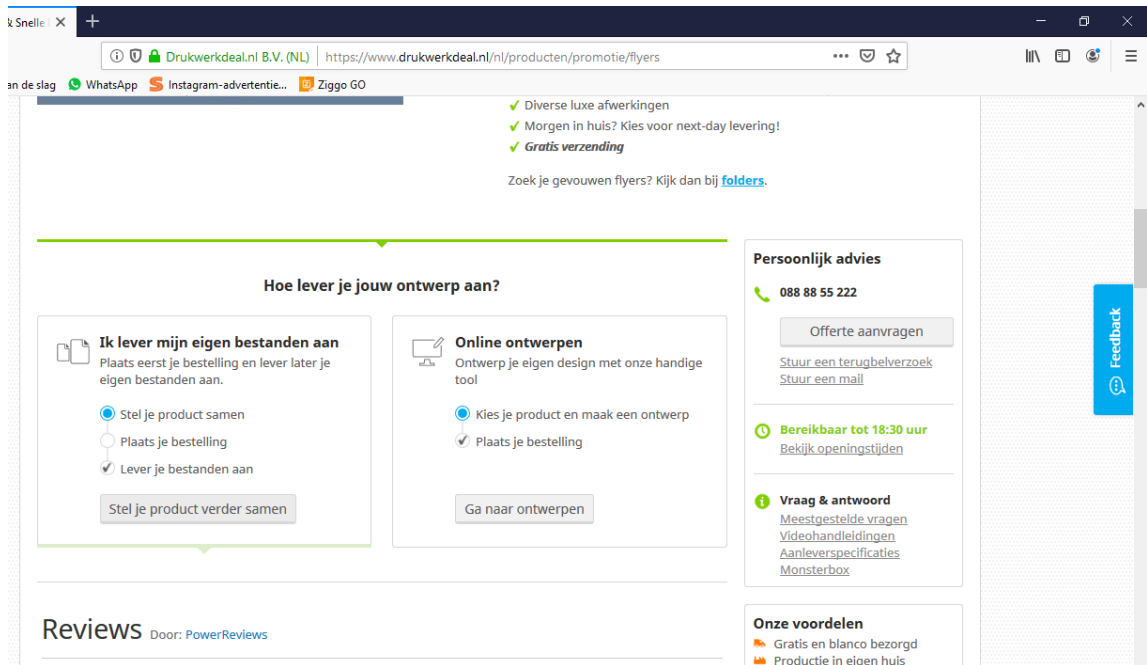 & Snelle
Drukwerkdeal.nl B.V. (NL)
https://www.drukwerkdeal.nl/nl/producten/promotie/flyers
an de slag
WhatsApp
Instagram-advertentie...
Ziggo GO
Diverse luxe afwerkingen
Morgen in huis? Kies voor next-day levering!
Gratis verzending
Zoek je gevouwen flyers? Kijk dan bij folders.
Hoe lever je jouw ontwerp aan?
Ik lever mijn eigen bestanden aan
Plaats eerst je bestelling en lever later je
eigen bestanden aan.
Stel je product samen
Plaats je bestelling
Lever je bestanden aan
Stel je product verder samen
Online ontwerpen
Ontwerp je eigen design met onze handige
tool
Kies je product en maak een ontwerp
Plaats je bestelling
Ga naar ontwerpen
Persoonlijk advies
088 88 55 222
Offerte aanvragen
Stuur een terugbelverzoek
Stuur een mail
Bereikbaar tot 18:30 uur
Bekijk openingstijden
Vraag & antwoord
Meestgestelde vragen
Videohandleidingen
Aanleverspecificaties
Monsterbox
Feedback
Reviews Door: PowerReviews
Onze voordelen
Gratis en blanco bezorgd
Productie in eigen huis